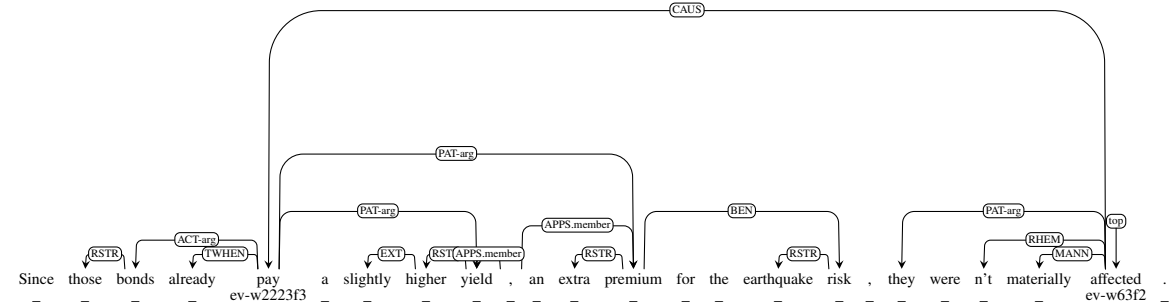 CAUS
PAT-arg
PAT-arg APPS.member BEN PAT-arg top
RSTR ACT-arg TWHEN EXT RST APPS.member RSTR RSTR RHEM MANN
Since those bonds already pay a slightly higher yield , an extra premium for the earthquake risk , they were n't materially affected .
_ _ _ _ ev-w2223f3 _ _ _ _ _ _ _ _ _ _ _ _ _ _ _ _ _ ev-w63f2 _